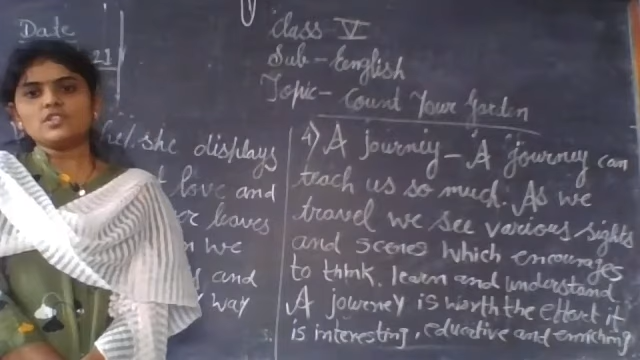 Date
21
Class - V
Sub - English
Topic - Count Your Garden
she displays
love and
or leaves
we
and
way
4) A journey - A journey can
teach us so much. As we
travel we see various sights
and scenes which encourages
to think, learn and understand
A journey is worth the effort it
is interesting, educative and enriching